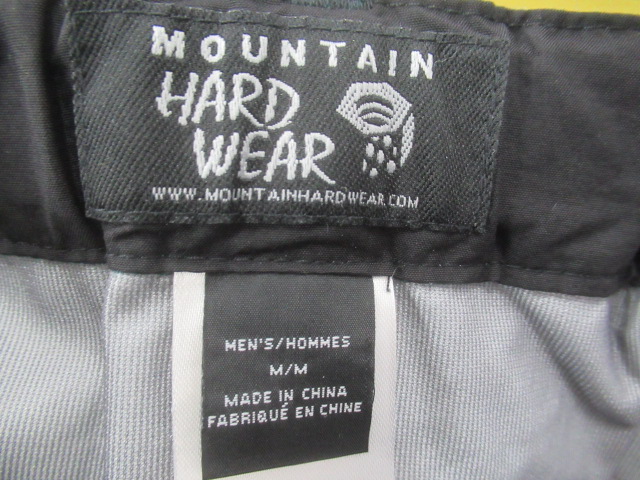 MOUNTAIN
HARD
WEAR
WWW.MOUNTAINHARDWEAR.COM
MEN'S/HOMMES
M/M
MADE IN CHINA
FABRIQUÉ EN CHINE